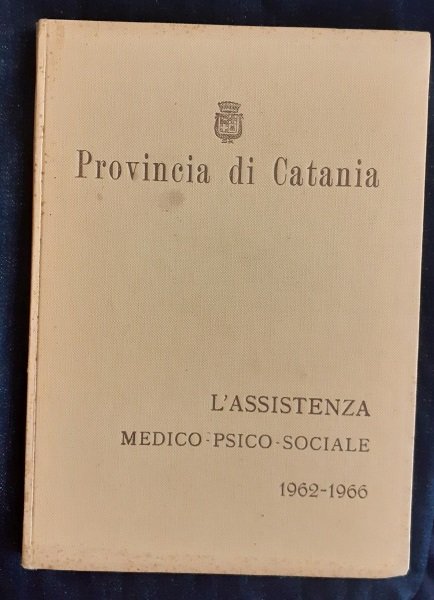 Provincia di Catania
L'ASSISTENZA
MEDICO-PSICO-SOCIALE
1962-1966